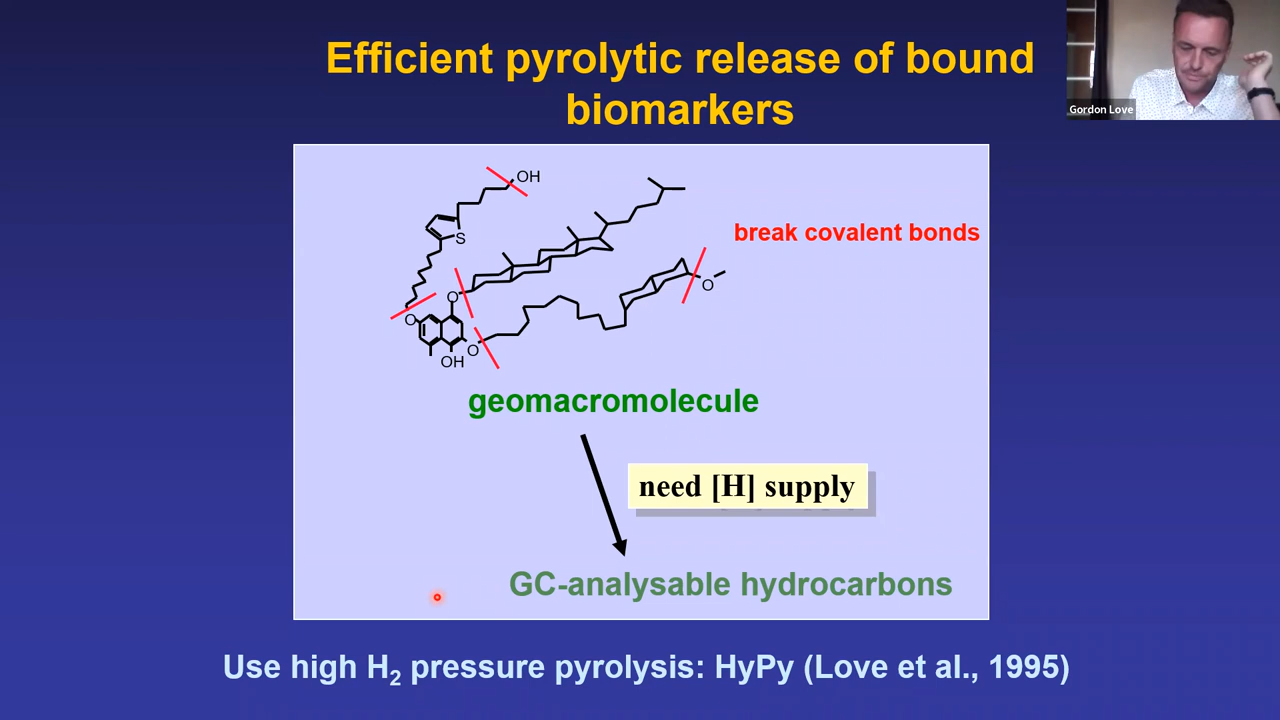 Efficient pyrolytic release of bound
biomarkers
Gordon Love
OH
S
break covalent bonds
O
O
O
O
OH
geomacromolecule
need [H] supply
GC-analysable hydrocarbons
Use high H2 pressure pyrolysis: HyPy (Love et al., 1995)